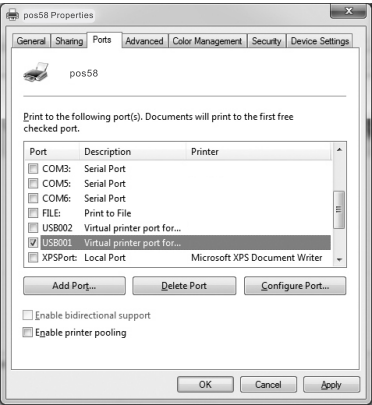 pos58 Properties
General Sharing Ports Advanced Color Management Security Device Settings
pos58
Print to the following port(s). Documents will print to the first free
checked port.
Port Description Printer
COM3: Serial Port
COM5: Serial Port
COM6: Serial Port
FILE: Print to File
USB002 Virtual printer port for...
USB001 Virtual printer port for...
XPSPort: Local Port Microsoft XPS Document Writer
Add Port... Delete Port Configure Port...
Enable bidirectional support
Enable printer pooling
OK Cancel Apply